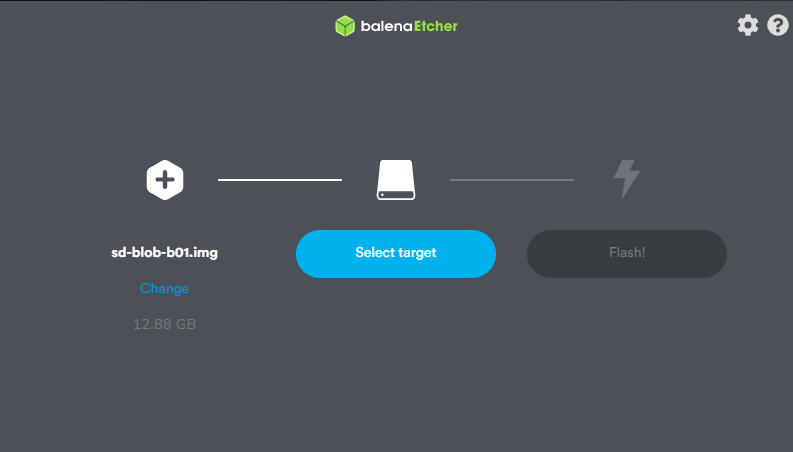 balenaEtcher
sd-blob-b01.img
Change
12.88 GB
Select target
Flash!